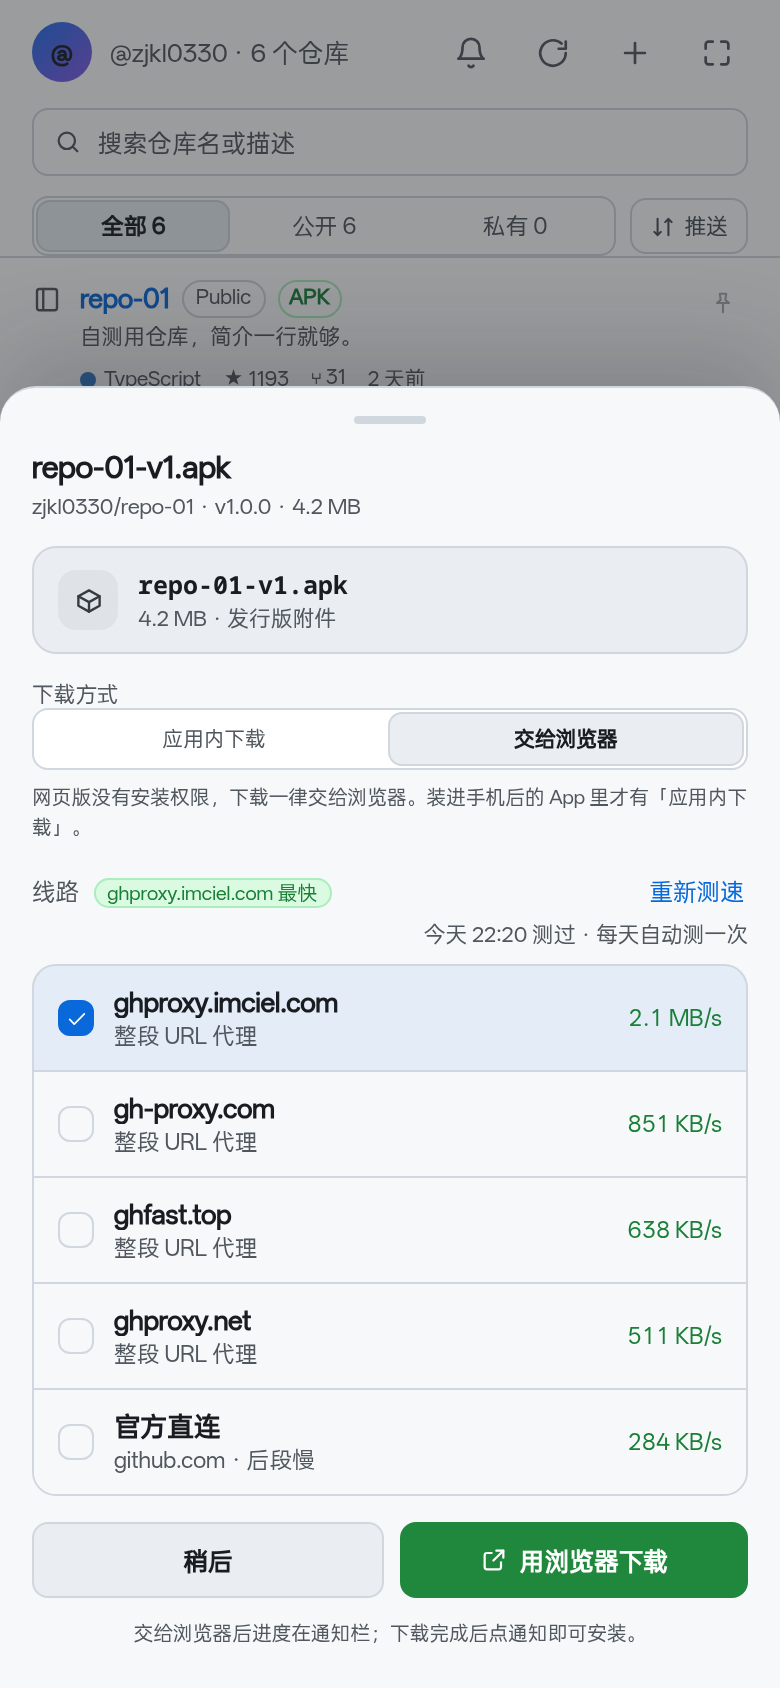 @ @zjkl0330 · 6 个仓库
搜索仓库名或描述
全部 6 公开 6 私有 0 推送
repo-01 Public APK
自测用仓库，简介一行就够。
TypeScript ★ 1193 31 2 天前
repo-01-v1.apk
zjkl0330/repo-01 · v1.0.0 · 4.2 MB
repo-01-v1.apk
4.2 MB · 发行版附件
下载方式
应用内下载 交给浏览器
网页版没有安装权限，下载一律交给浏览器。装进手机后的 App 里才有「应用内下
载」。
线路 ghproxy.imciel.com 最快 重新测速
今天 22:20 测过 · 每天自动测一次
ghproxy.imciel.com
整段 URL 代理 2.1 MB/s
gh-proxy.com
整段 URL 代理 851 KB/s
ghfast.top
整段 URL 代理 638 KB/s
ghproxy.net
整段 URL 代理 511 KB/s
官方直连
github.com · 后段慢 284 KB/s
稍后 用浏览器下载
交给浏览器后进度在通知栏；下载完成后点通知即可安装。